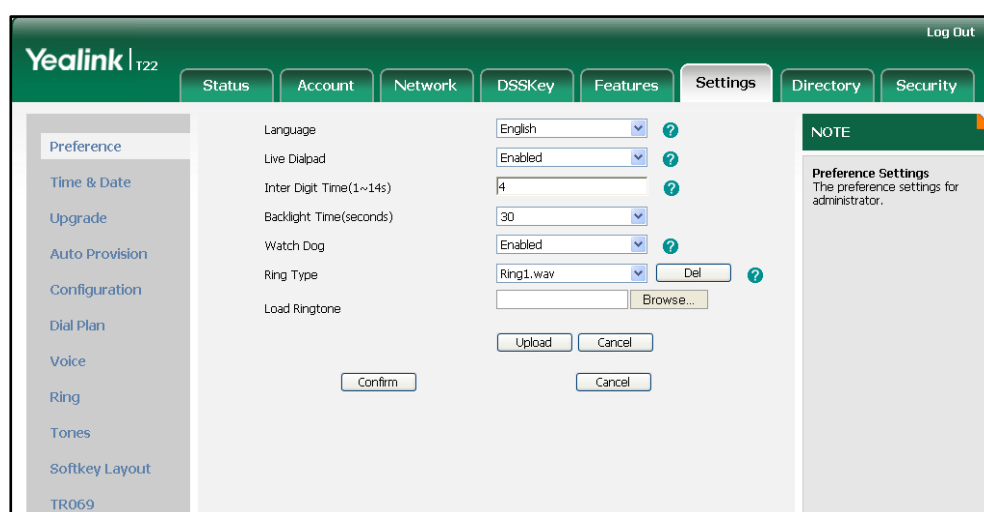 Log Out
Yealink T22
Status Account Network DSSKey Features Settings Directory Security
Preference
Time & Date
Upgrade
Auto Provision
Configuration
Dial Plan
Voice
Ring
Tones
Softkey Layout
TR069
Language English
Live Dialpad Enabled
Inter Digit Time(1~14s) 4
Backlight Time(seconds) 30
Watch Dog Enabled
Ring Type Ring1.wav Del
Load Ringtone Browse...
Upload Cancel
Confirm Cancel
NOTE
Preference Settings
The preference settings for
administrator.